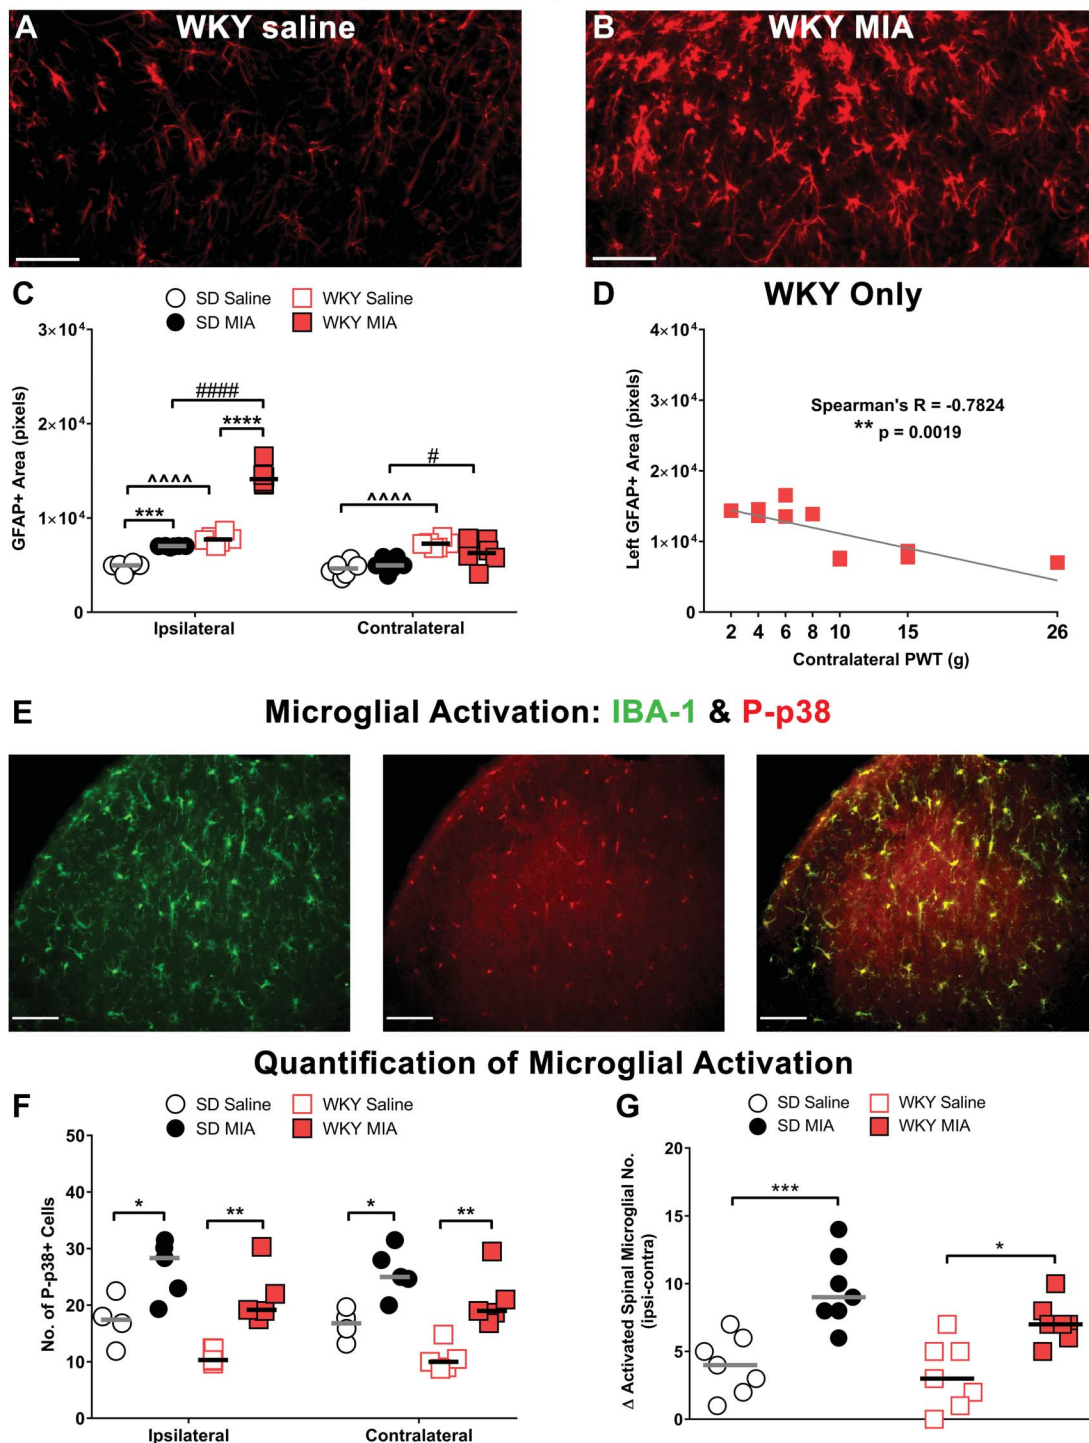 A WKY saline
B WKY MIA
C
SD Saline WKY Saline
SD MIA WKY MIA
GFAP+ Area (pixels)
3×10⁴
2×10⁴
1×10⁴
0
####
****
^^^^
***
#
^^^^
Ipsilateral Contralateral
D WKY Only
Left GFAP+ Area (pixels)
4×10⁴
3×10⁴
2×10⁴
1×10⁴
0
Spearman's R = -0.7824
** p = 0.0019
2 4 6 8 10 15 26
Contralateral PWT (g)
E Microglial Activation: IBA-1 & P-p38
Quantification of Microglial Activation
F
SD Saline WKY Saline
SD MIA WKY MIA
No. of P-p38+ Cells
50
40
30
20
10
0
* ** * **
Ipsilateral Contralateral
G
SD Saline WKY Saline
SD MIA WKY MIA
Δ Activated Spinal Microglial No.
(ipsi-contra)
20
15
10
5
0
***
*